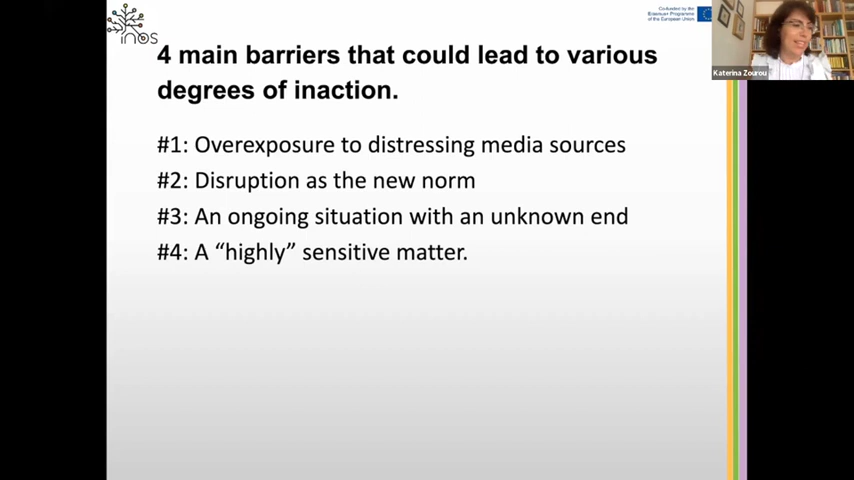 inos
Co-funded by the
Erasmus+ Programme
of the European Union
4 main barriers that could lead to various
degrees of inaction.
Katerina Zourou
#1: Overexposure to distressing media sources
#2: Disruption as the new norm
#3: An ongoing situation with an unknown end
#4: A “highly” sensitive matter.